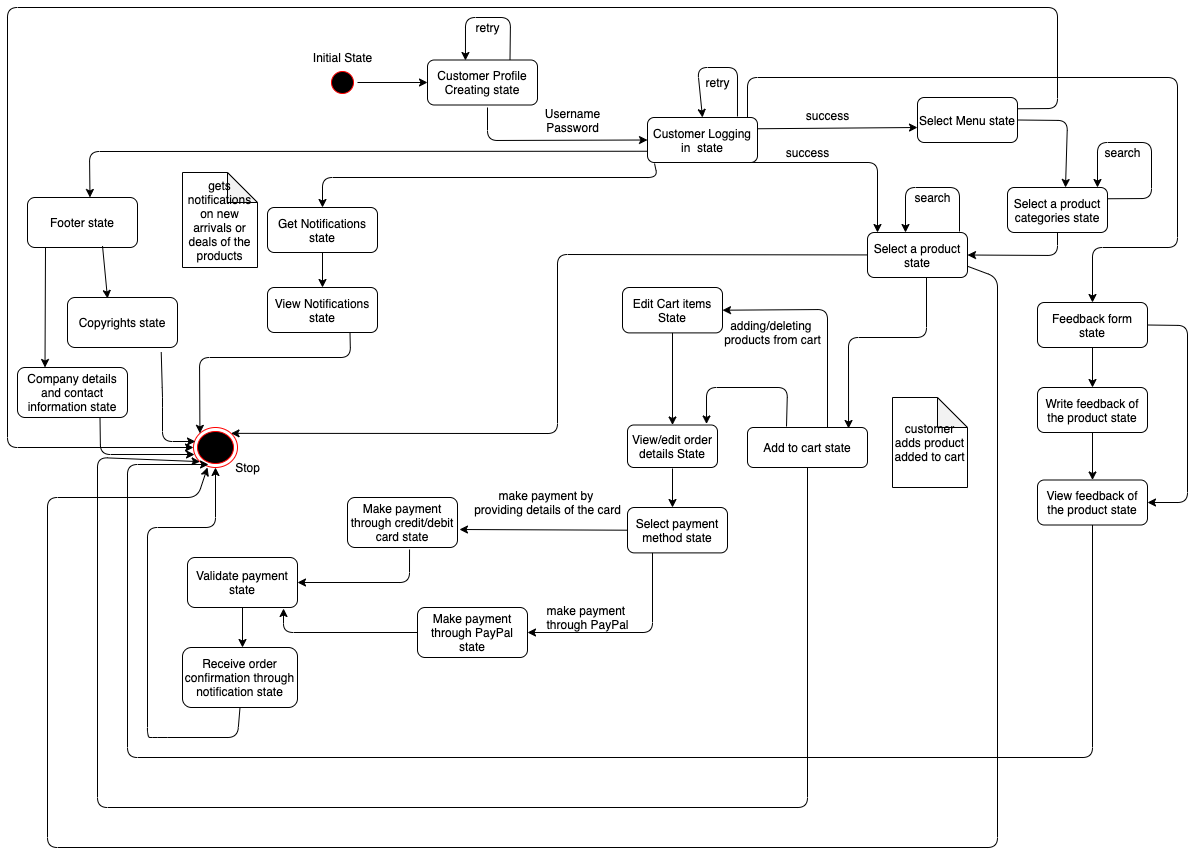 retry
Initial State
Customer Profile
Creating state
retry
Username
Password
success
Select Menu state
Customer Logging
in state
success
search
Select a product
categories state
gets
notifications
on new
arrivals or
deals of the
products
Footer state
Get Notifications
state
search
Select a product
state
View Notifications
state
Copyrights state
Edit Cart items
State
adding/deleting
products from cart
Feedback form
state
Company details
and contact
information state
Write feedback of
the product state
View/edit order
details State
Add to cart state
customer
adds product
added to cart
Stop
make payment by
providing details of the card
View feedback of
the product state
Make payment
through credit/debit
card state
Select payment
method state
Validate payment
state
make payment
through PayPal
Make payment
through PayPal
state
Receive order
confirmation through
notification state